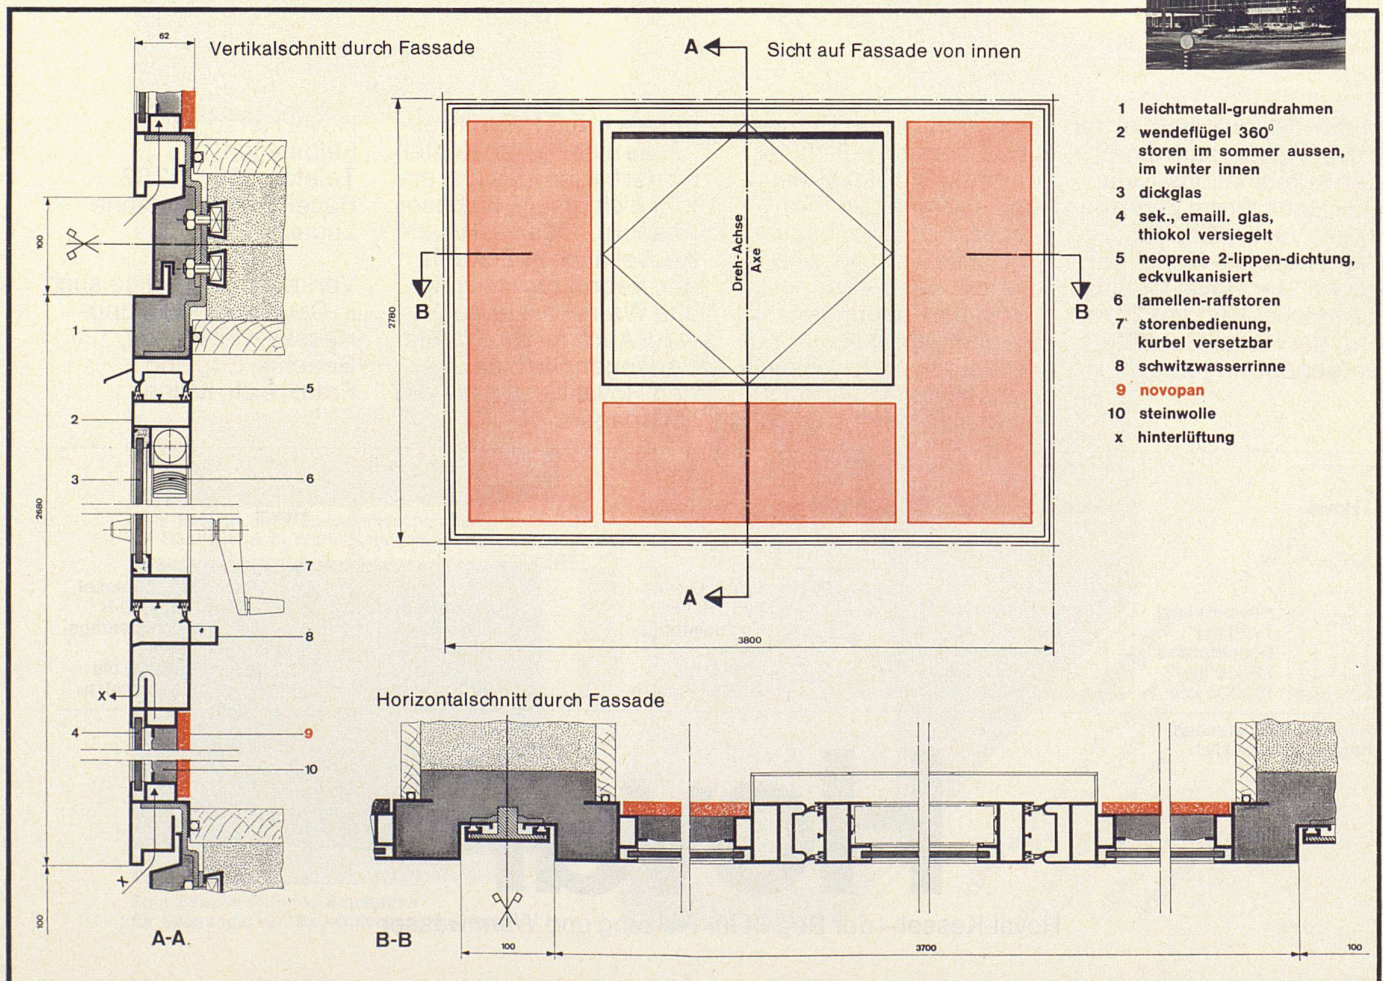 62
Vertikalschnitt durch Fassade
A
Sicht auf Fassade von innen
1 leichtmetall-grundrahmen
2 wendeflügel 360°
storen im sommer aussen,
im winter innen
3 dickglas
4 sek., emaill. glas,
thiokol versiegelt
5 neoprene 2-lippen-dichtung,
eckvulkanisiert
6 lamellen-raffstoren
7 storenbedienung,
kurbel versetzbar
8 schwitzwasserrinne
9 novopan
10 steinwolle
x hinterlüftung
100
2680
1
5
2
3
6
7
8
x
4
9
10
x
100
A-A
2780
B
Dreh-Achse
Axe
B
A
3800
Horizontalschnitt durch Fassade
B-B
100
3700
100